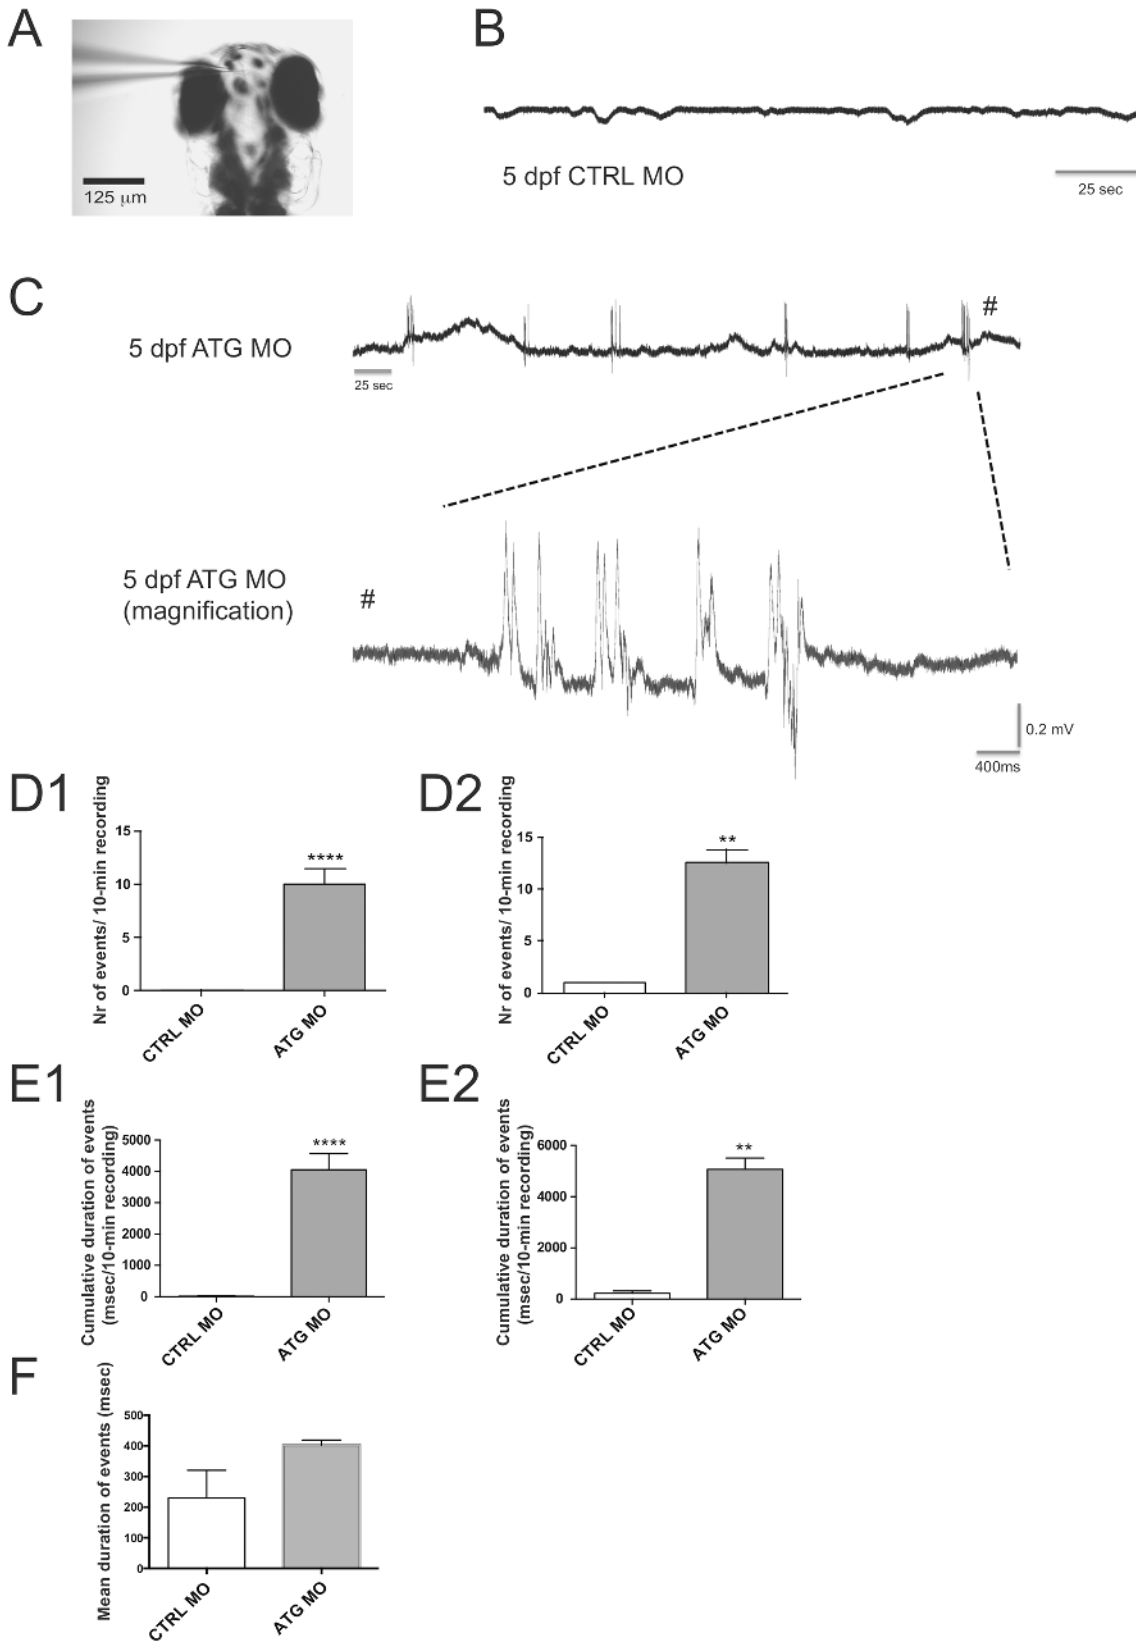 A
125 μm
B
5 dpf CTRL MO
25 sec
C
5 dpf ATG MO
#
25 sec
5 dpf ATG MO
(magnification)
#
0.2 mV
400ms
D1
Nr of events/ 10-min recording
15
10
5
0
****
CTRL MO
ATG MO
D2
Nr of events/ 10-min recording
15
10
5
0
**
CTRL MO
ATG MO
E1
Cumulative duration of events
(msec/10-min recording)
5000
4000
3000
2000
1000
0
****
CTRL MO
ATG MO
E2
Cumulative duration of events
(msec/10-min recording)
6000
4000
2000
0
**
CTRL MO
ATG MO
F
Mean duration of events (msec)
500
400
300
200
100
0
CTRL MO
ATG MO